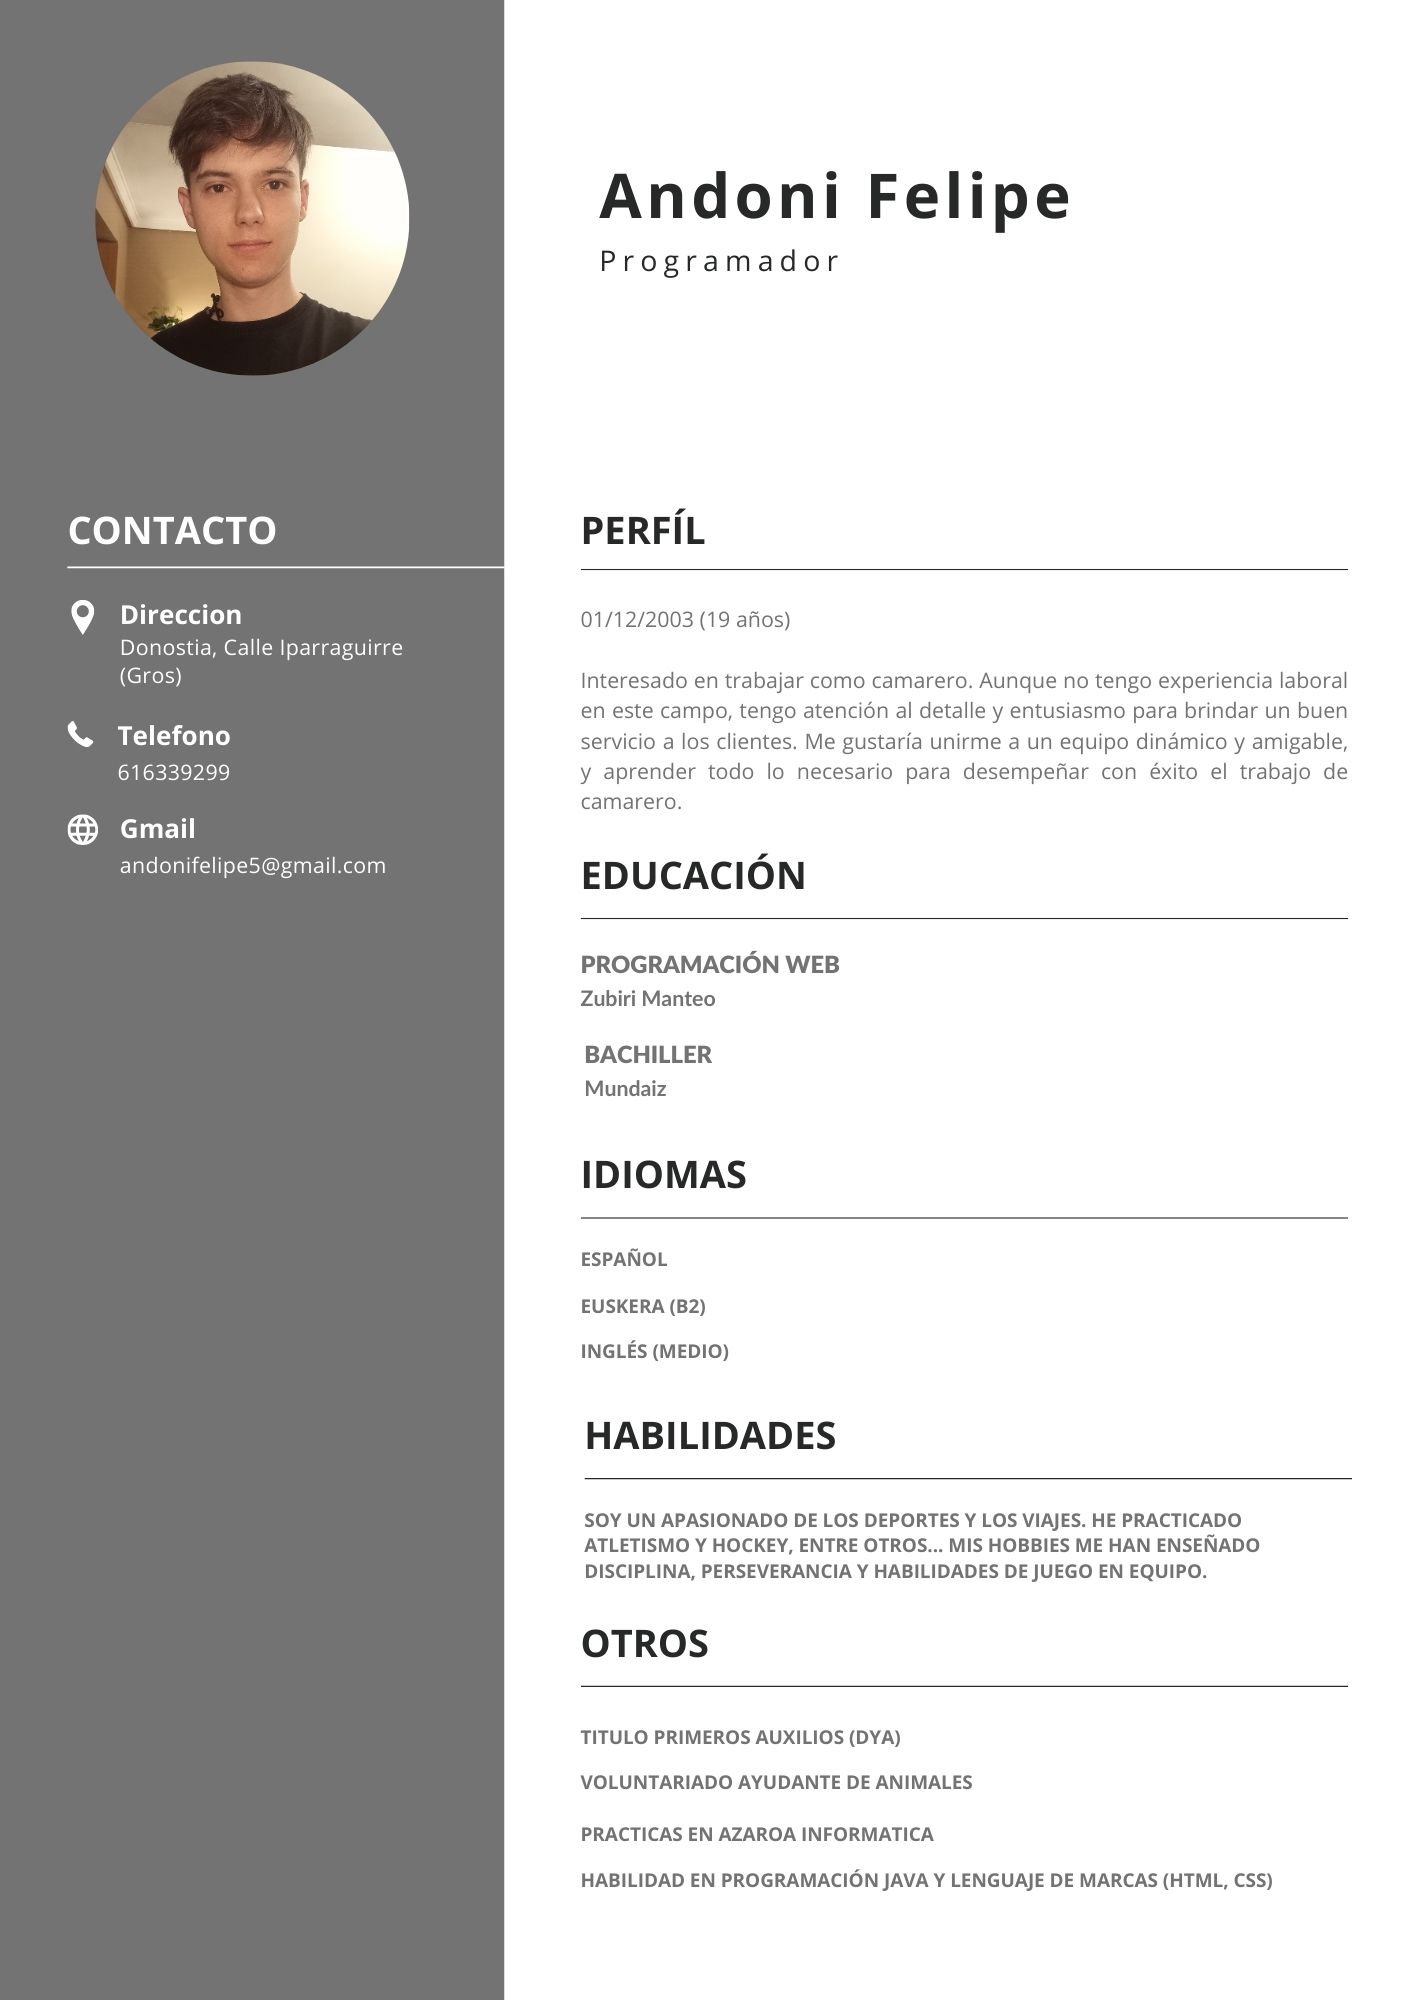 Andoni Felipe
Programador
CONTACTO
Direccion
Donostia, Calle Iparraguirre
(Gros)
Telefono
616339299
Gmail
andonifelipe5@gmail.com
PERFÍL
01/12/2003 (19 años)
Interesado en trabajar como camarero. Aunque no tengo experiencia laboral
en este campo, tengo atención al detalle y entusiasmo para brindar un buen
servicio a los clientes. Me gustaría unirme a un equipo dinámico y amigable,
y aprender todo lo necesario para desempeñar con éxito el trabajo de
camarero.
EDUCACIÓN
PROGRAMACIÓN WEB
Zubiri Manteo
BACHILLER
Mundaiz
IDIOMAS
ESPAÑOL
EUSKERA (B2)
INGLÉS (MEDIO)
HABILIDADES
SOY UN APASIONADO DE LOS DEPORTES Y LOS VIAJES. HE PRACTICADO
ATLETISMO Y HOCKEY, ENTRE OTROS... MIS HOBBIES ME HAN ENSEÑADO
DISCIPLINA, PERSEVERANCIA Y HABILIDADES DE JUEGO EN EQUIPO.
OTROS
TITULO PRIMEROS AUXILIOS (DYA)
VOLUNTARIADO AYUDANTE DE ANIMALES
PRACTICAS EN AZAROA INFORMATICA
HABILIDAD EN PROGRAMACIÓN JAVA Y LENGUAJE DE MARCAS (HTML, CSS)